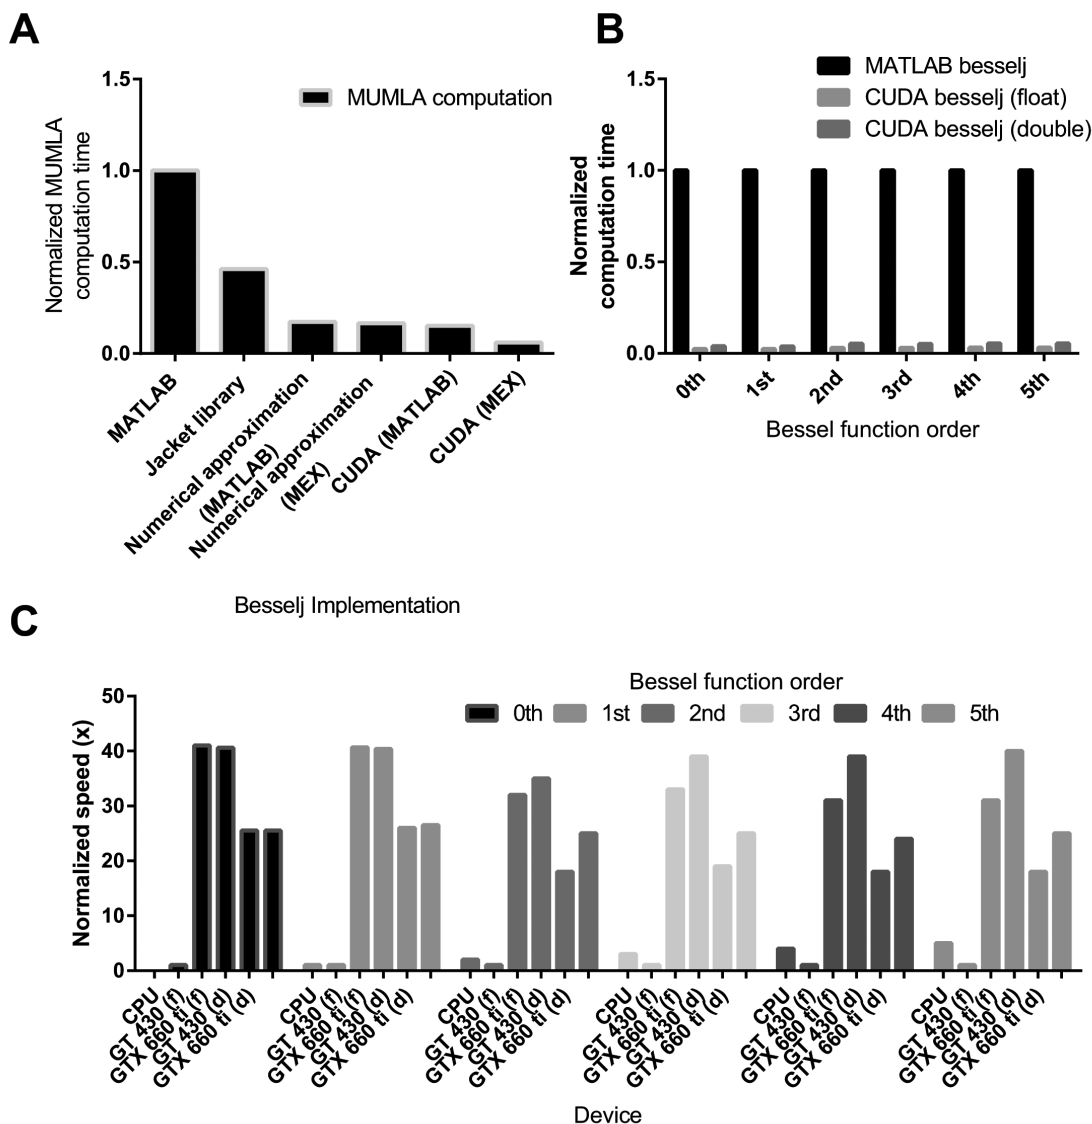 A
1.5
1.0
0.5
0.0
Normalized MUMLA
computation time
MUMLA computation
MATLAB
Jacket library
Numerical approximation
(MATLAB)
Numerical approximation
(MEX)
CUDA (MATLAB)
CUDA (MEX)
Besselj Implementation
B
1.5
1.0
0.5
0.0
Normalized
computation time
MATLAB besselj
CUDA besselj (float)
CUDA besselj (double)
0th
1st
2nd
3rd
4th
5th
Bessel function order
C
Bessel function order
0th 1st 2nd 3rd 4th 5th
50
40
30
20
10
0
Normalized speed (x)
CPU
GT 430 (f)
GTX 660 ti (f)
GT 430 (d)
GTX 660 ti (d)
CPU
GT 430 (f)
GTX 660 ti (f)
GT 430 (d)
GTX 660 ti (d)
CPU
GT 430 (f)
GTX 660 ti (f)
GT 430 (d)
GTX 660 ti (d)
CPU
GT 430 (f)
GTX 660 ti (f)
GT 430 (d)
GTX 660 ti (d)
CPU
GT 430 (f)
GTX 660 ti (f)
GT 430 (d)
GTX 660 ti (d)
CPU
GT 430 (f)
GTX 660 ti (f)
GT 430 (d)
GTX 660 ti (d)
Device